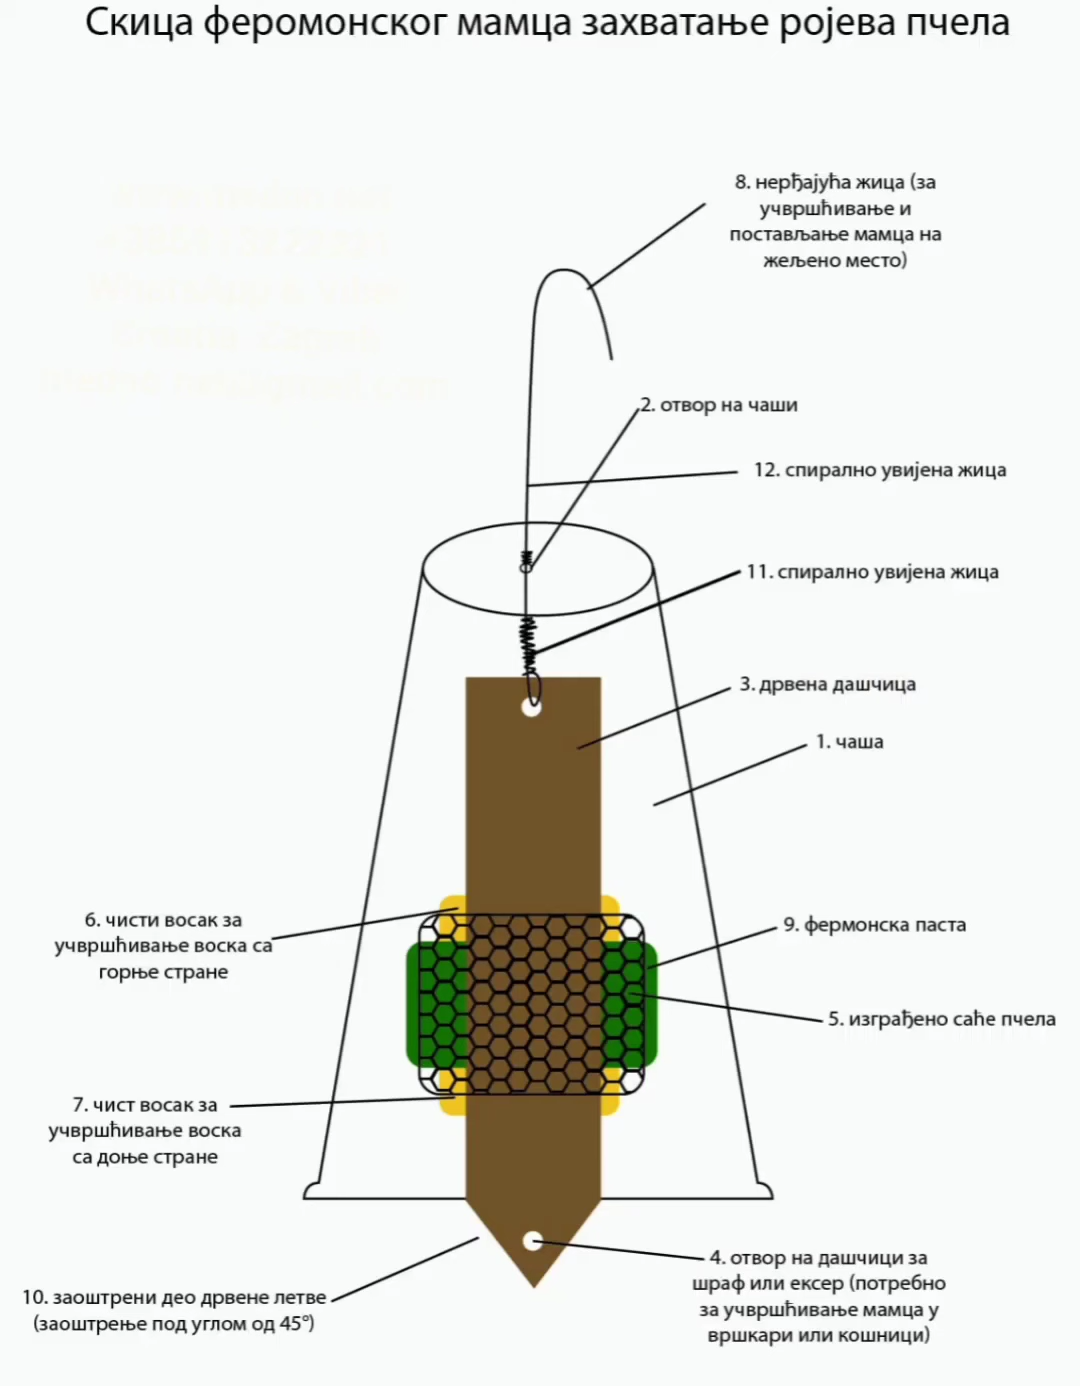 Скица феромонског мамца захватање ројева пчела
8. нерђајућа жица (за
учвршћивање и
постављање мамца на
жељено место)
2. отвор на чаши
12. спирално увијена жица
11. спирално увијена жица
3. дрвена дашчица
1. чаша
6. чисти восак за
учвршћивање воска са
горње стране
9. фермонска паста
5. изграђено саће пчела
7. чист восак за
учвршћивање воска
са доње стране
4. отвор на дашчици за
шраф или ексер (потребно
за учвршћивање мамца у
вршкари или кошници)
10. заоштрени део дрвене летве
(заоштрење под углом од 45°)